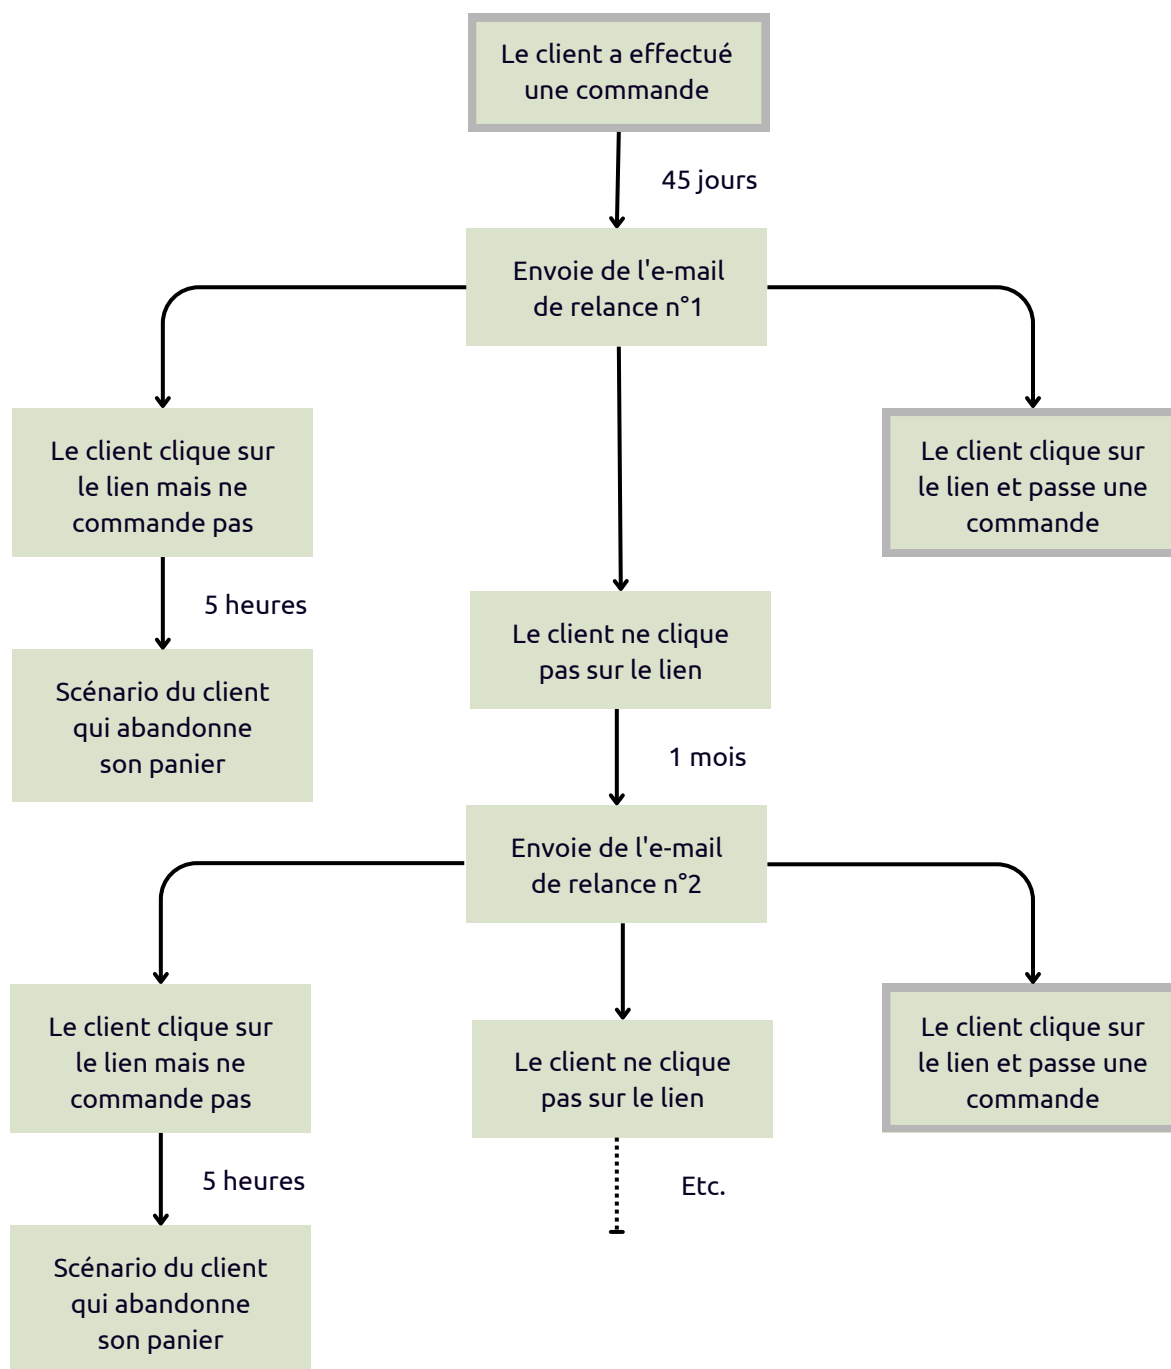 Le client a effectué
une commande
45 jours
Envoie de l'e-mail
de relance n°1
Le client clique sur
le lien mais ne
commande pas
Le client clique sur
le lien et passe une
commande
5 heures
Le client ne clique
pas sur le lien
Scénario du client
qui abandonne
son panier
1 mois
Envoie de l'e-mail
de relance n°2
Le client clique sur
le lien mais ne
commande pas
Le client ne clique
pas sur le lien
Le client clique sur
le lien et passe une
commande
5 heures
Etc.
Scénario du client
qui abandonne
son panier